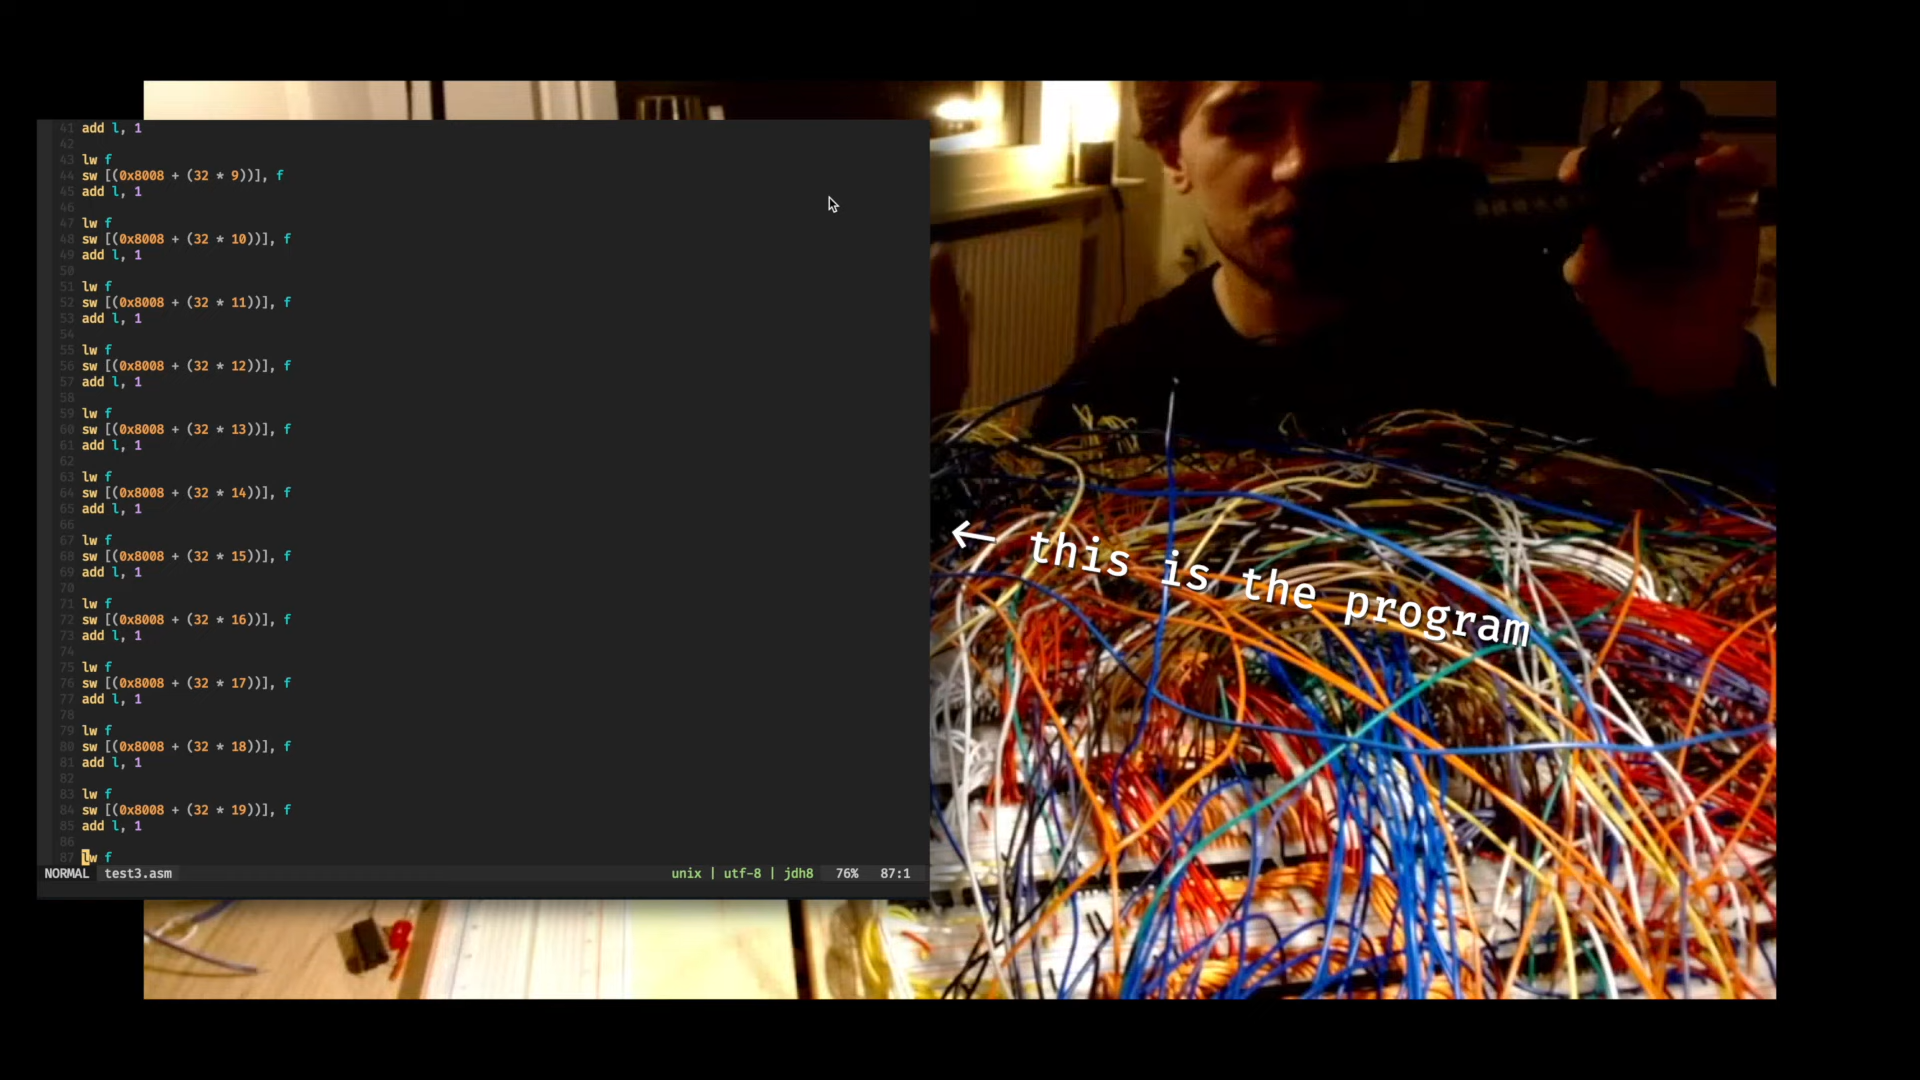 41 add l, 1
42
43 lw f
44 sw [(0x8008 + (32 * 9))], f
45 add l, 1
46
47 lw f
48 sw [(0x8008 + (32 * 10))], f
49 add l, 1
50
51 lw f
52 sw [(0x8008 + (32 * 11))], f
53 add l, 1
54
55 lw f
56 sw [(0x8008 + (32 * 12))], f
57 add l, 1
58
59 lw f
60 sw [(0x8008 + (32 * 13))], f
61 add l, 1
62
63 lw f
64 sw [(0x8008 + (32 * 14))], f
65 add l, 1
66
67 lw f
68 sw [(0x8008 + (32 * 15))], f
69 add l, 1
70
71 lw f
72 sw [(0x8008 + (32 * 16))], f
73 add l, 1
74
75 lw f
76 sw [(0x8008 + (32 * 17))], f
77 add l, 1
78
79 lw f
80 sw [(0x8008 + (32 * 18))], f
81 add l, 1
82
83 lw f
84 sw [(0x8008 + (32 * 19))], f
85 add l, 1
86
87 lw f
NORMAL test3.asm unix | utf-8 | jdh8 76% 87:1
← this is the program